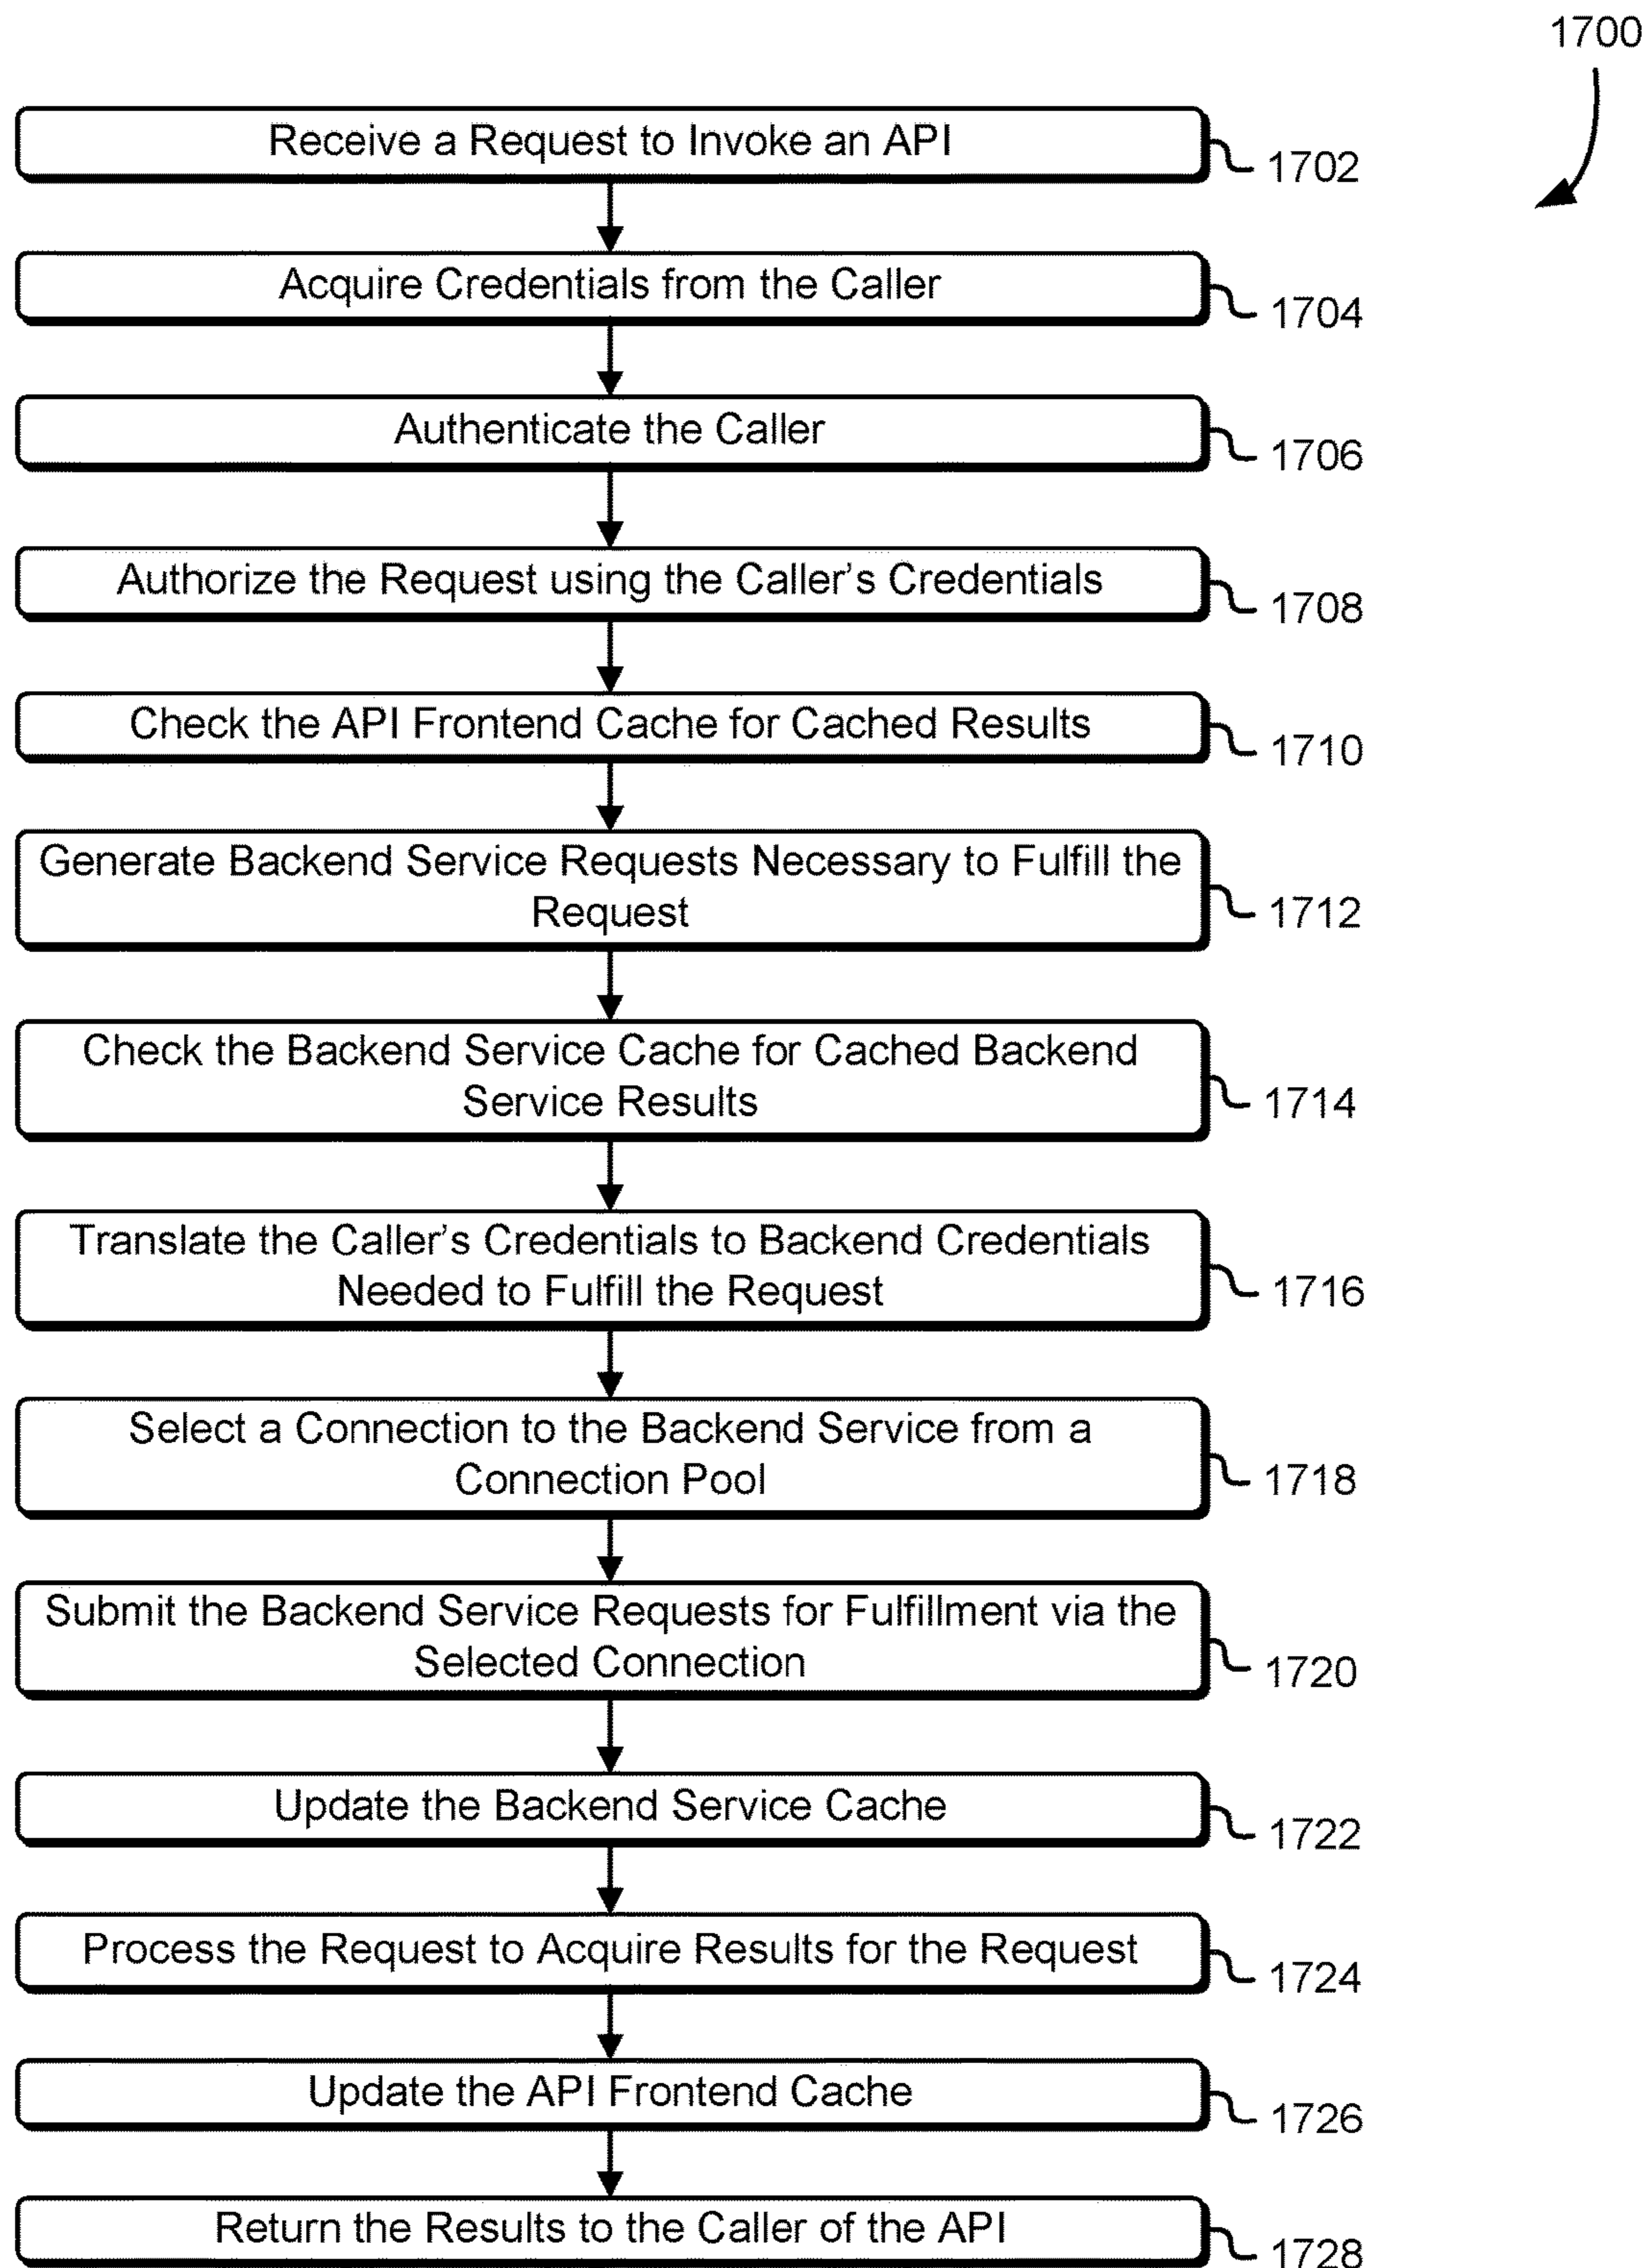 1700
Receive a Request to Invoke an API
1702
Acquire Credentials from the Caller
1704
Authenticate the Caller
1706
Authorize the Request using the Caller's Credentials
1708
Check the API Frontend Cache for Cached Results
1710
Generate Backend Service Requests Necessary to Fulfill the
Request
1712
Check the Backend Service Cache for Cached Backend
Service Results
1714
Translate the Caller's Credentials to Backend Credentials
Needed to Fulfill the Request
1716
Select a Connection to the Backend Service from a
Connection Pool
1718
Submit the Backend Service Requests for Fulfillment via the
Selected Connection
1720
Update the Backend Service Cache
1722
Process the Request to Acquire Results for the Request
1724
Update the API Frontend Cache
1726
Return the Results to the Caller of the API
1728